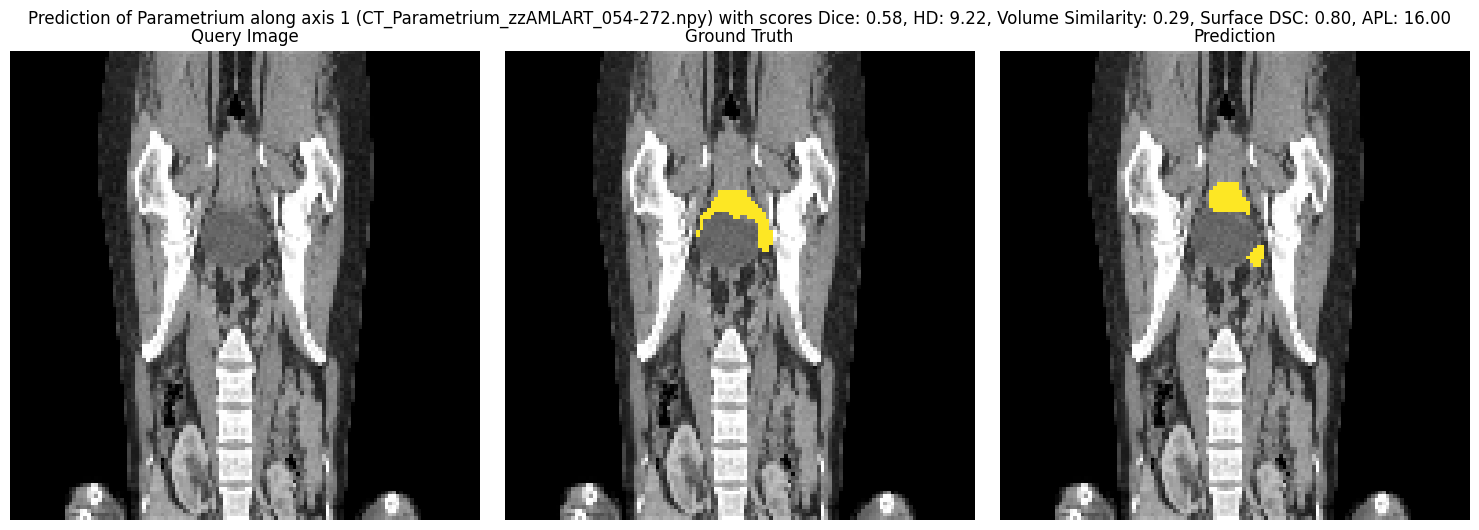 Prediction of Parametrium along axis 1 (CT_Parametrium_zzAMLART_054-272.npy) with scores Dice: 0.58, HD: 9.22, Volume Similarity: 0.29, Surface DSC: 0.80, APL: 16.00
Query Image
Ground Truth
Prediction